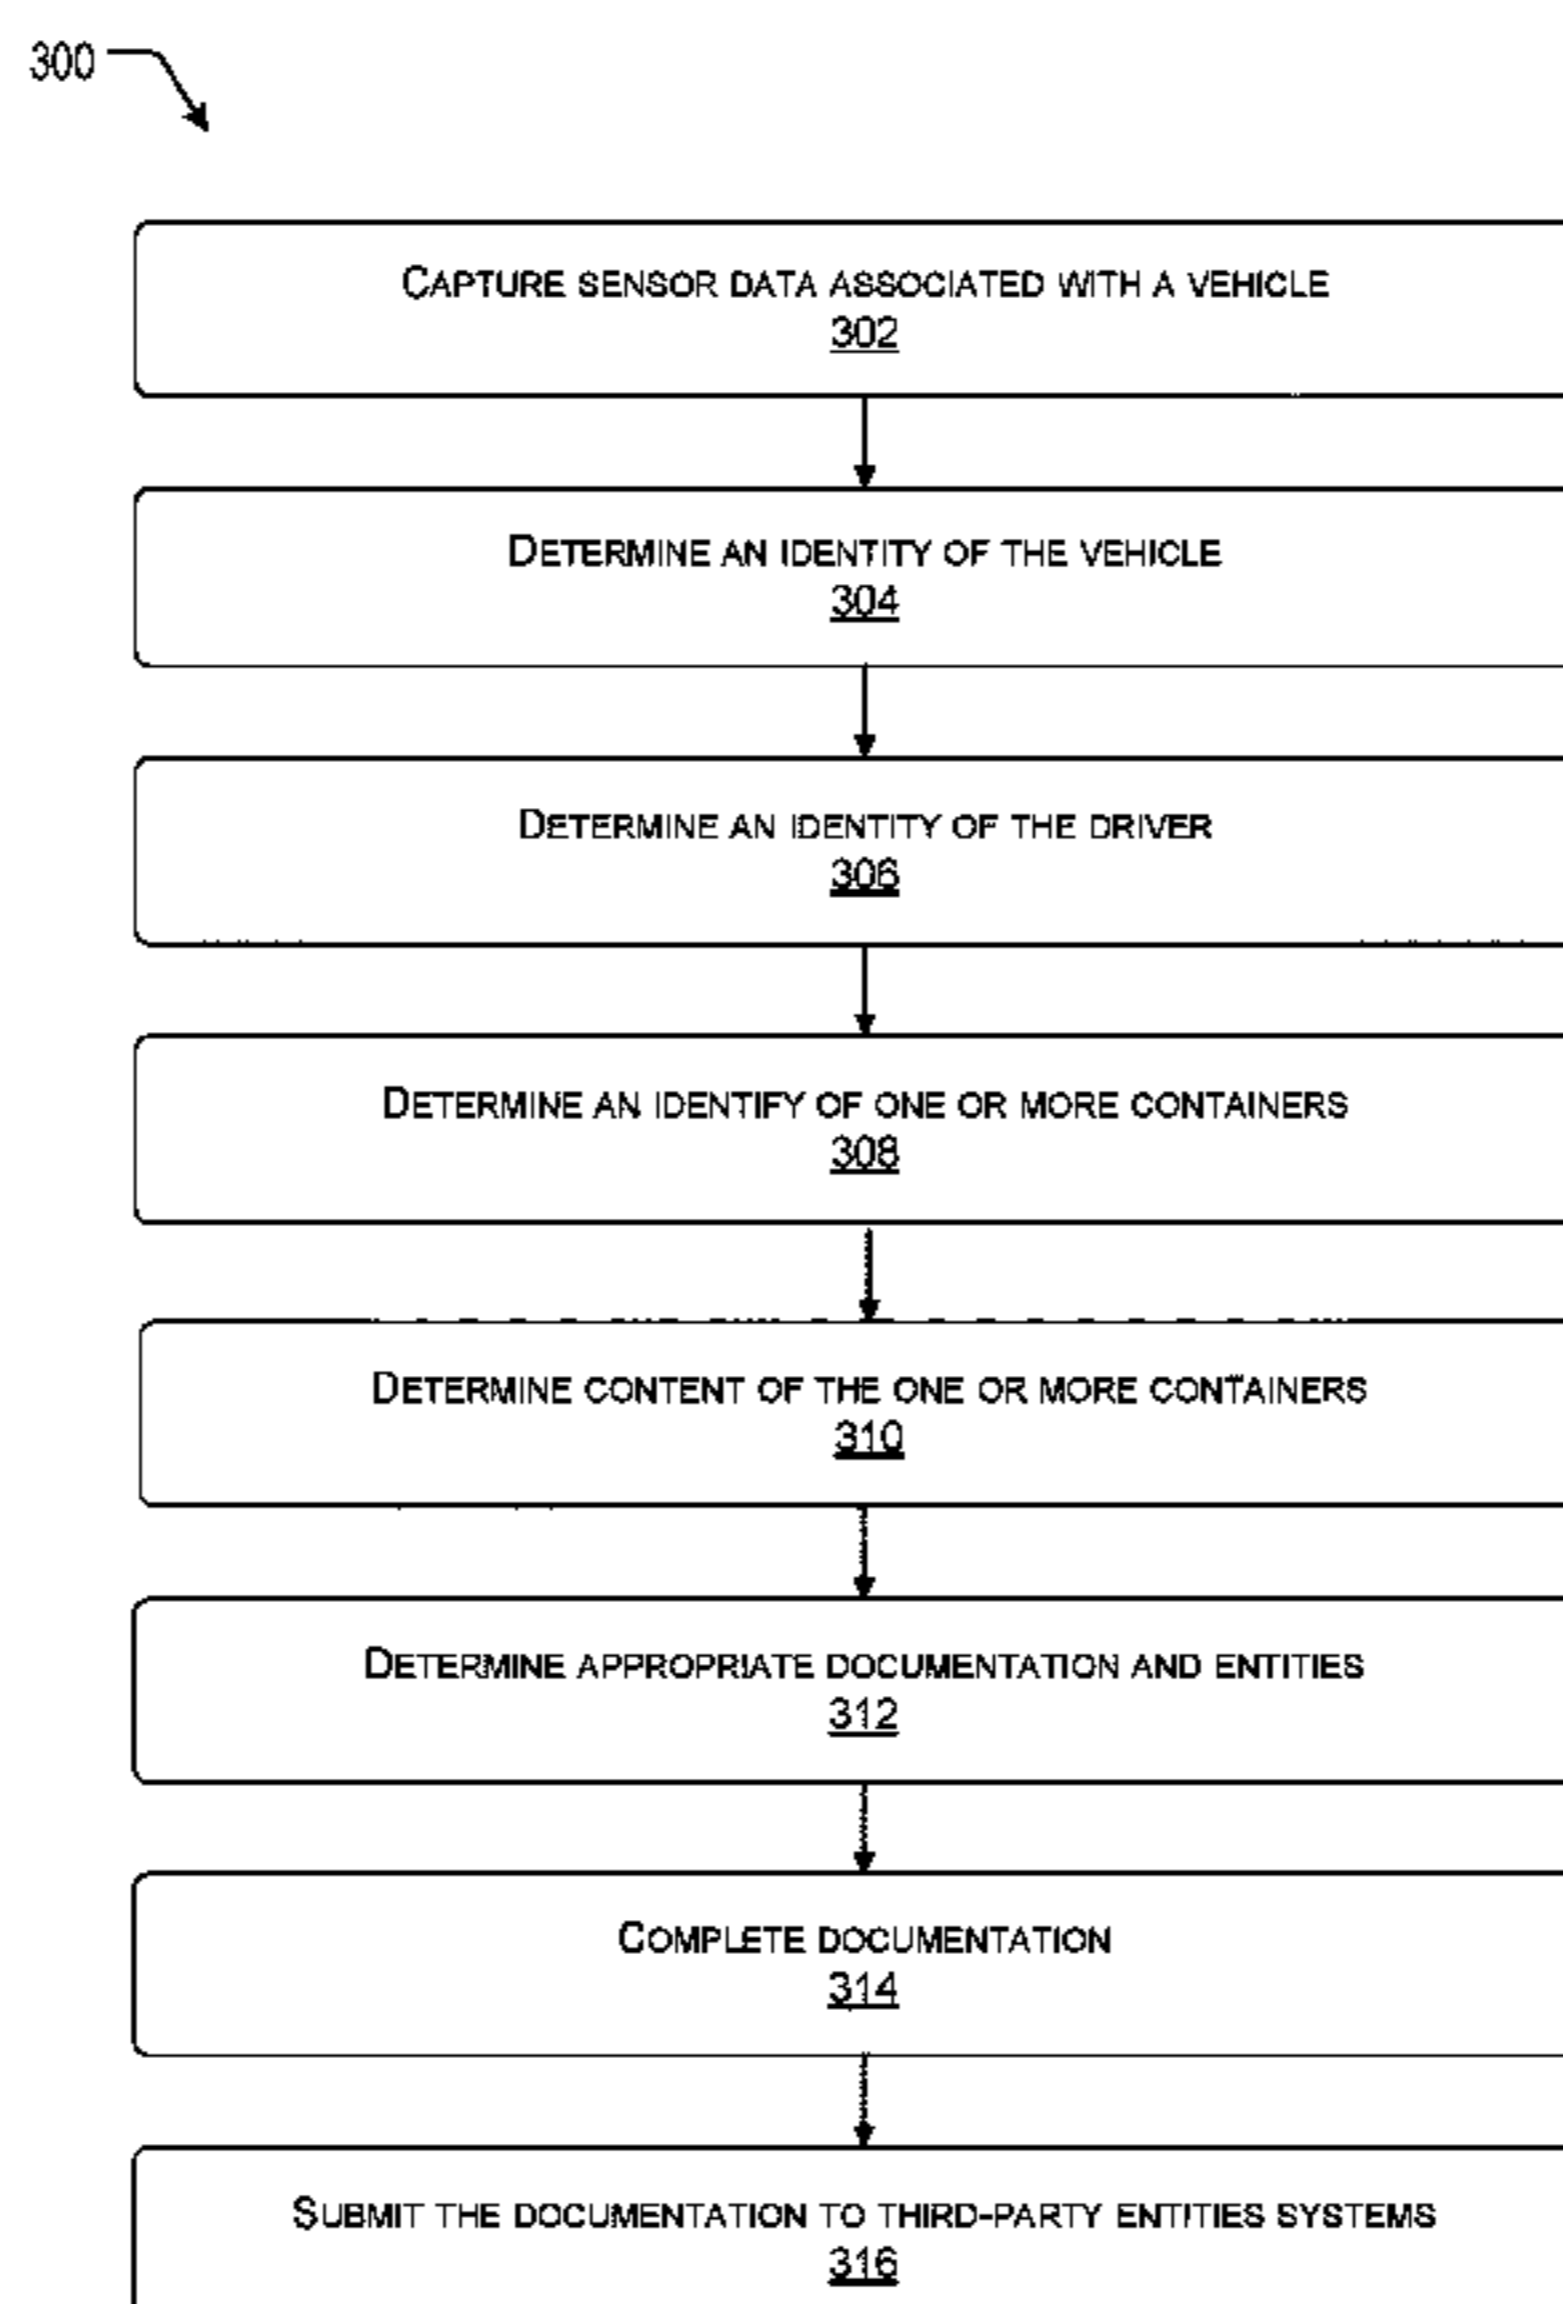 300
CAPTURE SENSOR DATA ASSOCIATED WITH A VEHICLE
302
DETERMINE AN IDENTITY OF THE VEHICLE
304
DETERMINE AN IDENTITY OF THE DRIVER
306
DETERMINE AN IDENTIFY OF ONE OR MORE CONTAINERS
308
DETERMINE CONTENT OF THE ONE OR MORE CONTAINERS
310
DETERMINE APPROPRIATE DOCUMENTATION AND ENTITIES
312
COMPLETE DOCUMENTATION
314
SUBMIT THE DOCUMENTATION TO THIRD-PARTY ENTITIES SYSTEMS
316